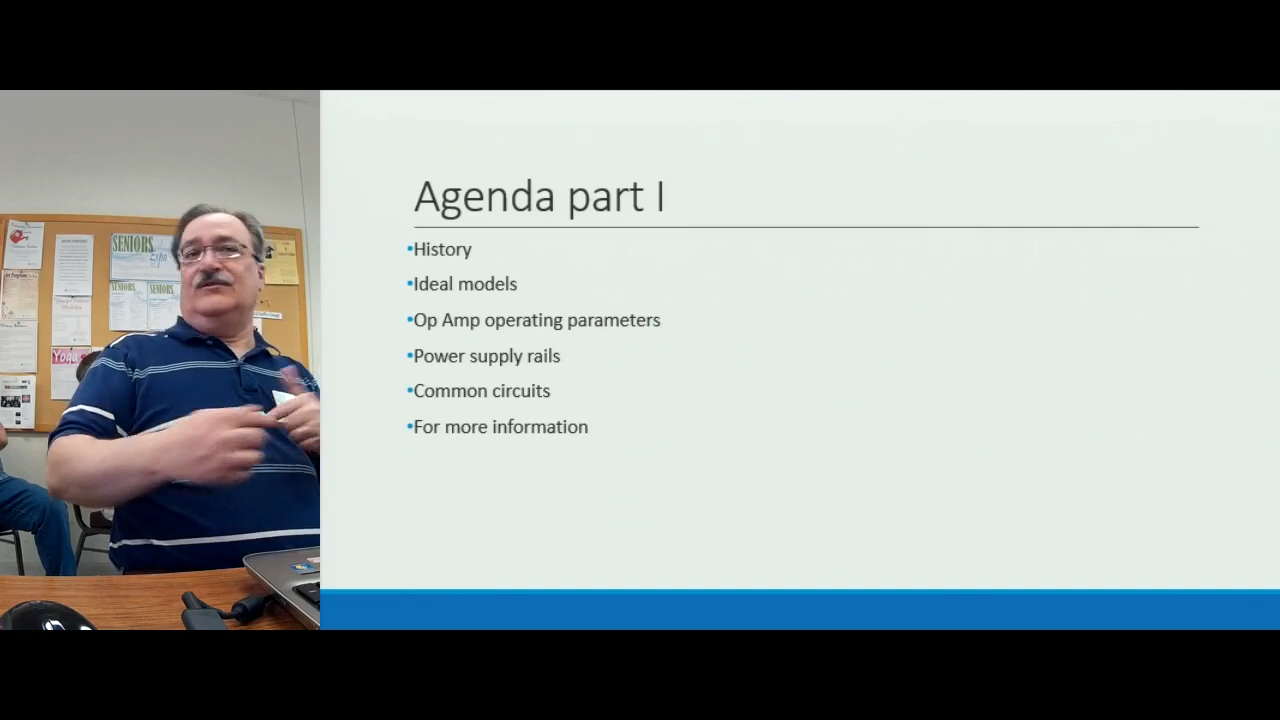 SENIORS
Expo
SENIORS
SENIORS
Yoga
Agenda part I
•History
•Ideal models
•Op Amp operating parameters
•Power supply rails
•Common circuits
•For more information